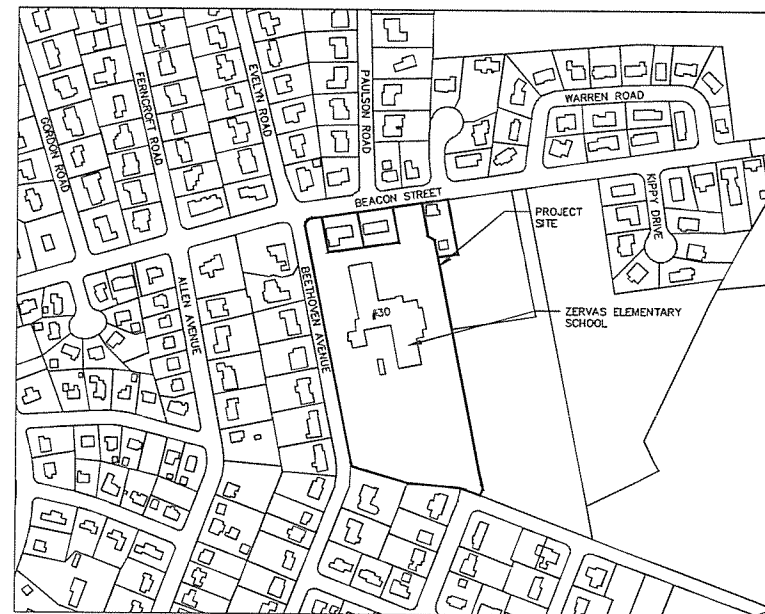 GORDON ROAD
FERNCROFT ROAD
EVELYN ROAD
PAULSON ROAD
WARREN ROAD
KIPPY DRIVE
BEACON STREET
PROJECT
SITE
ALLEN AVENUE
BEETHOVEN AVENUE
#30
ZERVAS ELEMENTARY
SCHOOL